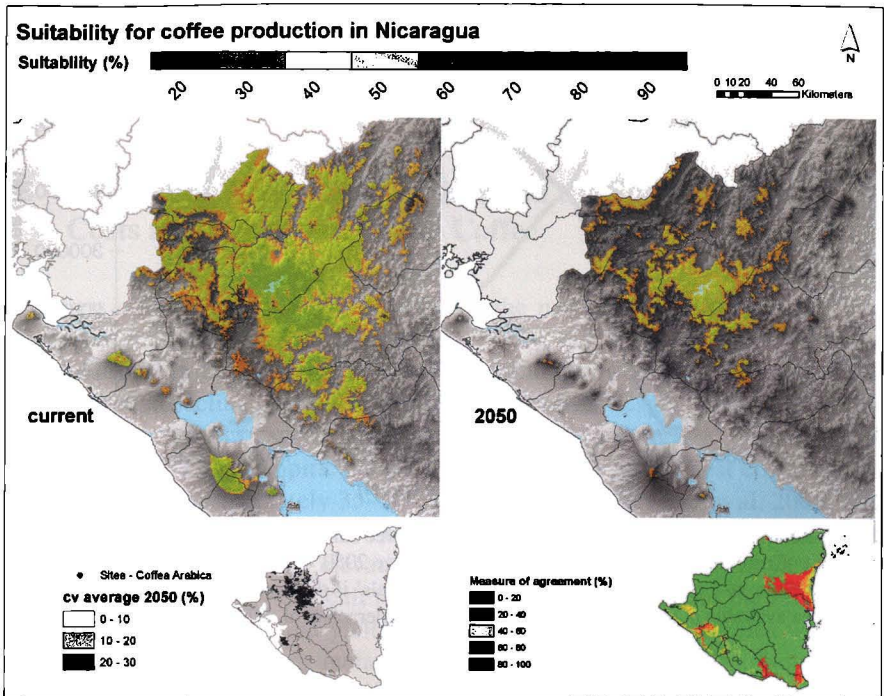 Suitability for coffee production in Nicaragua
Suitability (%)
20 30 40 50 60 70 80 90
N
0 10 20 40 60
Kilometers
current
2050
Sites - Coffea Arabica
cv average 2050 (%)
0 - 10
10 - 20
20 - 30
Measure of agreement (%)
0 - 20
20 - 40
40 - 60
60 - 80
80 - 100